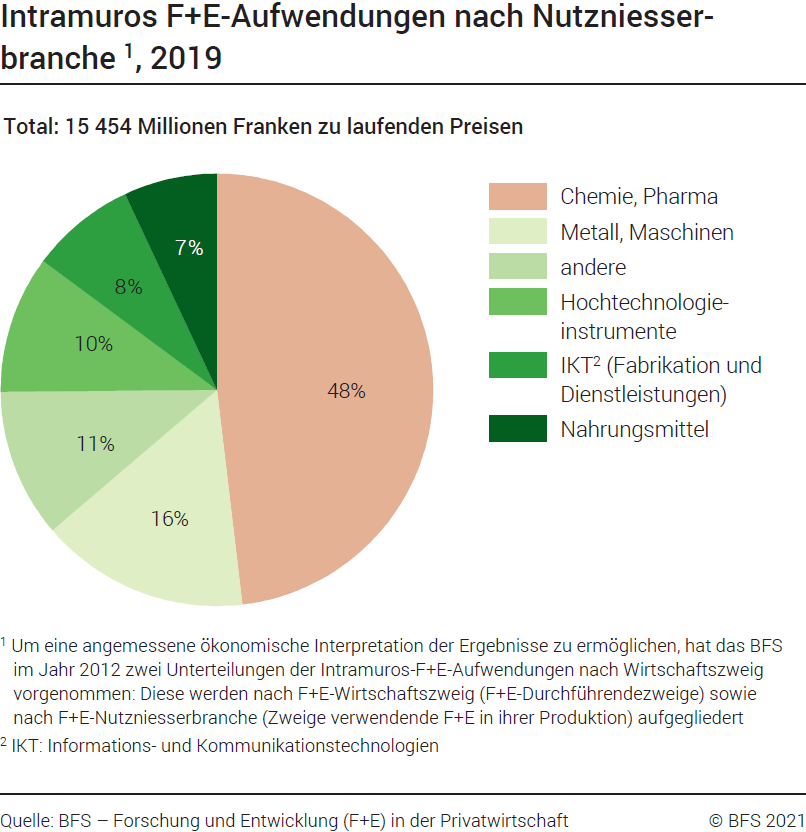 Intramuros F+E-Aufwendungen nach Nutzniesser-
branche ¹, 2019
Total: 15 454 Millionen Franken zu laufenden Preisen
7%
8%
10%
48%
11%
16%
Chemie, Pharma
Metall, Maschinen
andere
Hochtechnologie-
instrumente
IKT² (Fabrikation und
Dienstleistungen)
Nahrungsmittel
¹ Um eine angemessene ökonomische Interpretation der Ergebnisse zu ermöglichen, hat das BFS
im Jahr 2012 zwei Unterteilungen der Intramuros-F+E-Aufwendungen nach Wirtschaftszweig
vorgenommen: Diese werden nach F+E-Wirtschaftszweig (F+E-Durchführendezweige) sowie
nach F+E-Nutzniesserbranche (Zweige verwendende F+E in ihrer Produktion) aufgegliedert
² IKT: Informations- und Kommunikationstechnologien
Quelle: BFS – Forschung und Entwicklung (F+E) in der Privatwirtschaft
© BFS 2021